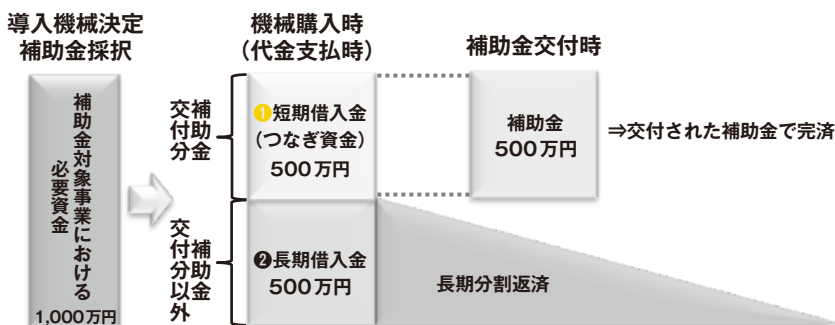 導入機械決定
補助金採択
補助金対象事業における
必要資金
1,000万円
機械購入時
(代金支払時)
補助金
交付分
❶短期借入金
(つなぎ資金)
500万円
補助金
交付分以外
❷長期借入金
500万円
補助金交付時
補助金
500万円
⇒交付された補助金で完済
長期分割返済